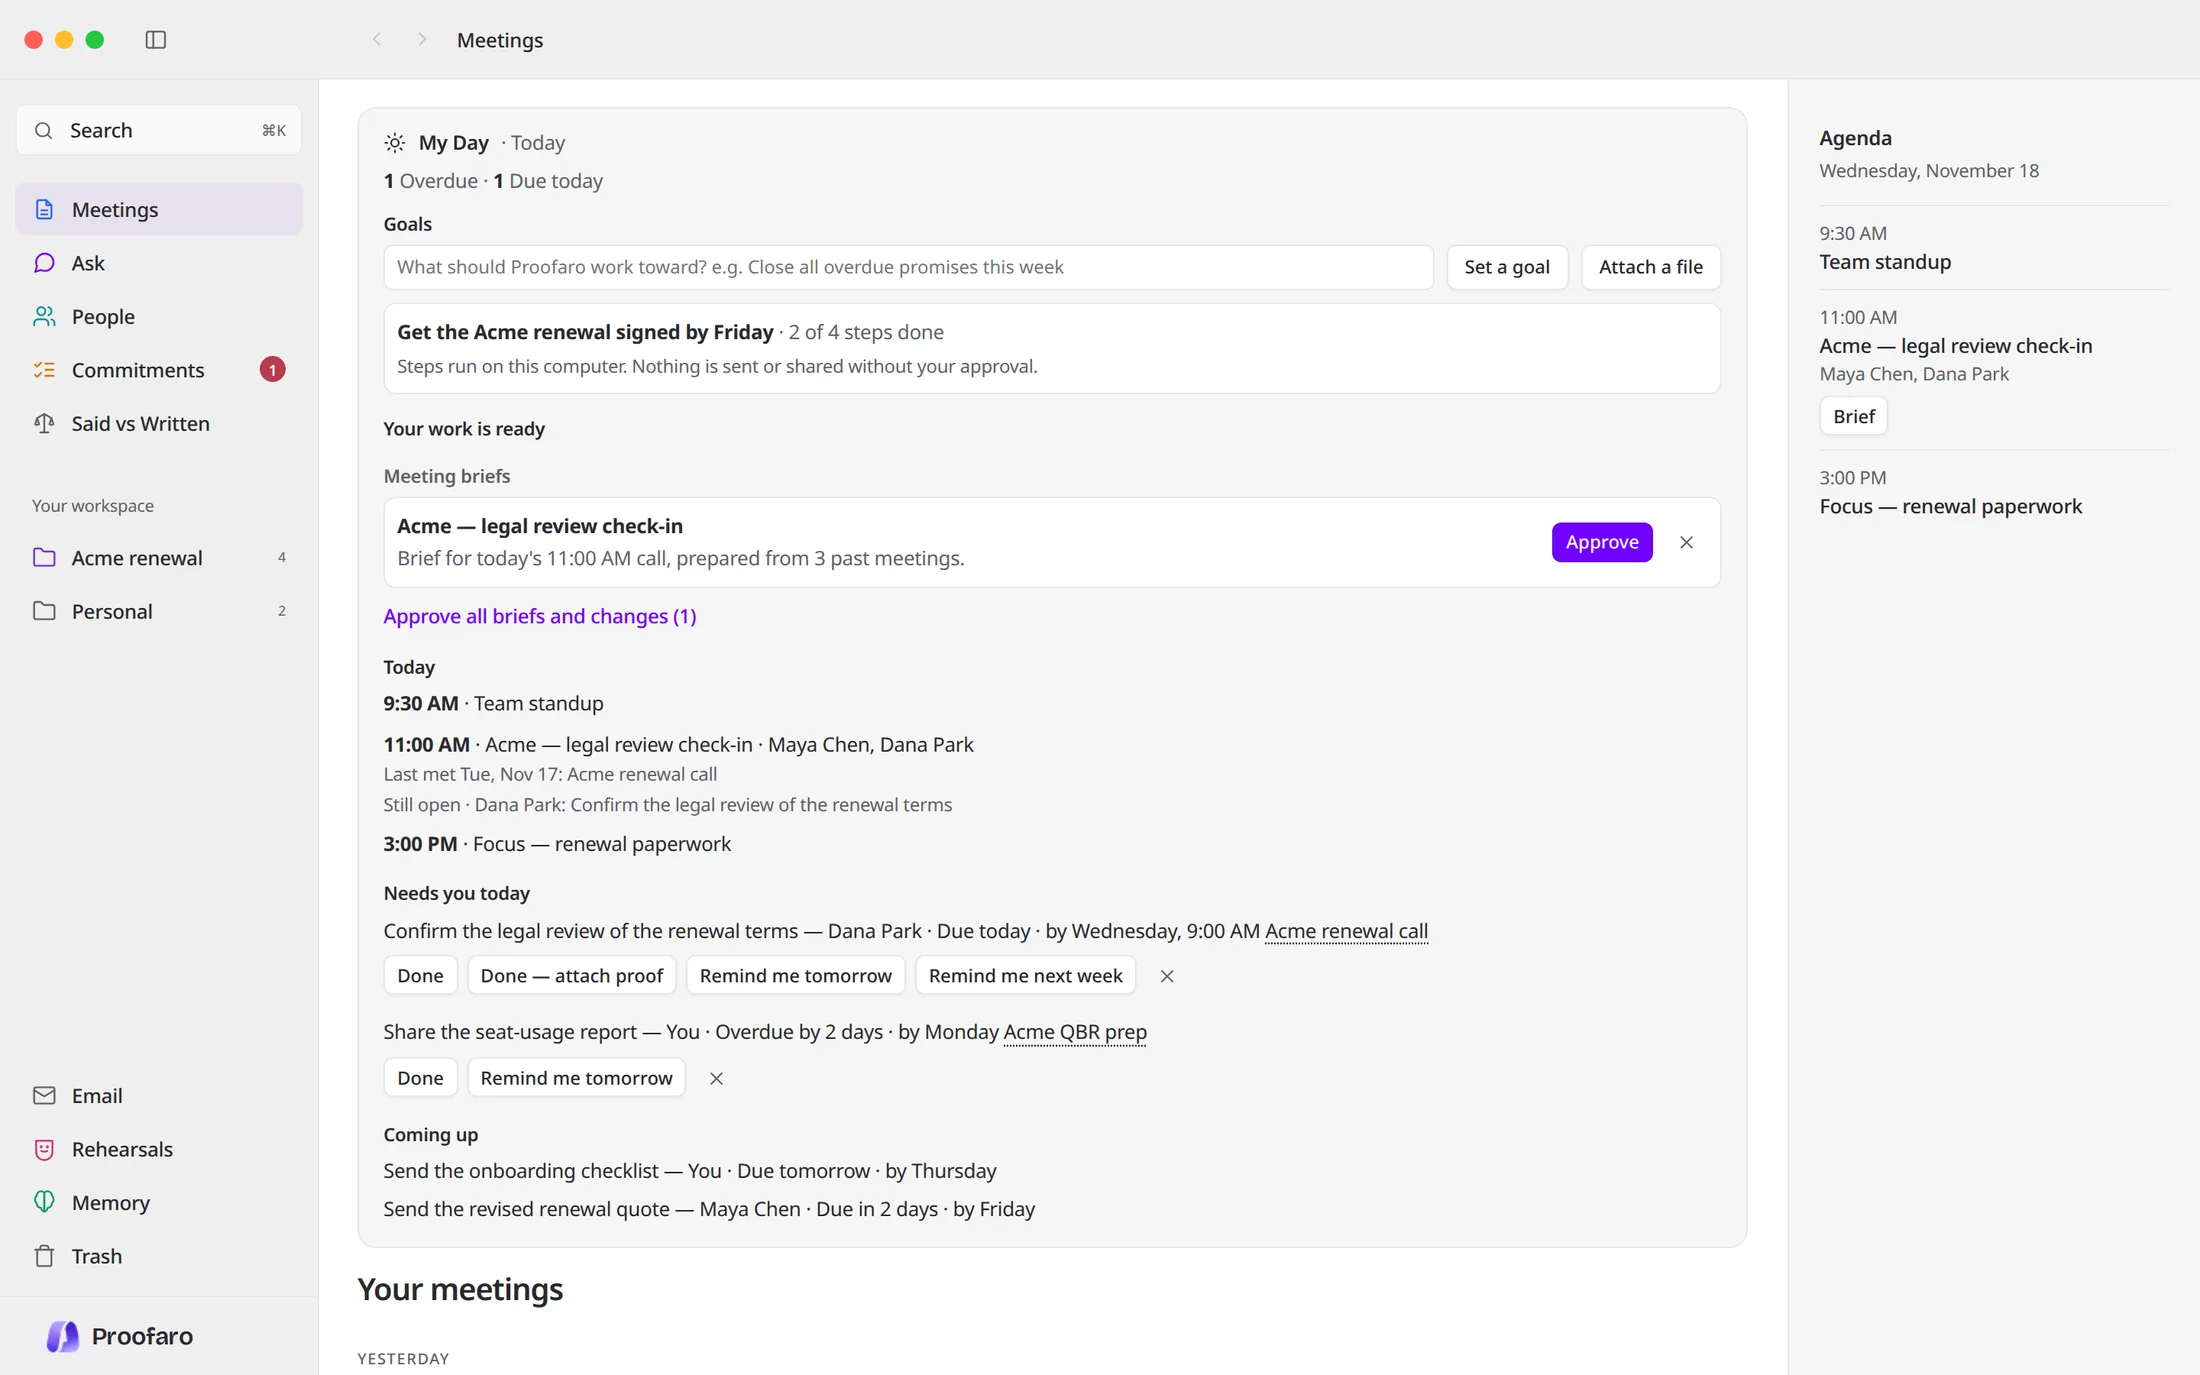 Meetings
Search ⌘K
Meetings
Ask
People
Commitments 1
Said vs Written
Your workspace
Acme renewal 4
Personal 2
Email
Rehearsals
Memory
Trash
Proofaro
My Day · Today
1 Overdue · 1 Due today
Goals
What should Proofaro work toward? e.g. Close all overdue promises this week
Set a goal
Attach a file
Get the Acme renewal signed by Friday · 2 of 4 steps done
Steps run on this computer. Nothing is sent or shared without your approval.
Your work is ready
Meeting briefs
Acme — legal review check-in
Brief for today's 11:00 AM call, prepared from 3 past meetings.
Approve
Approve all briefs and changes (1)
Today
9:30 AM · Team standup
11:00 AM · Acme — legal review check-in · Maya Chen, Dana Park
Last met Tue, Nov 17: Acme renewal call
Still open · Dana Park: Confirm the legal review of the renewal terms
3:00 PM · Focus — renewal paperwork
Needs you today
Confirm the legal review of the renewal terms — Dana Park · Due today · by Wednesday, 9:00 AM Acme renewal call
Done
Done — attach proof
Remind me tomorrow
Remind me next week
Share the seat-usage report — You · Overdue by 2 days · by Monday Acme QBR prep
Done
Remind me tomorrow
Coming up
Send the onboarding checklist — You · Due tomorrow · by Thursday
Send the revised renewal quote — Maya Chen · Due in 2 days · by Friday
Your meetings
YESTERDAY
Agenda
Wednesday, November 18
9:30 AM
Team standup
11:00 AM
Acme — legal review check-in
Maya Chen, Dana Park
Brief
3:00 PM
Focus — renewal paperwork